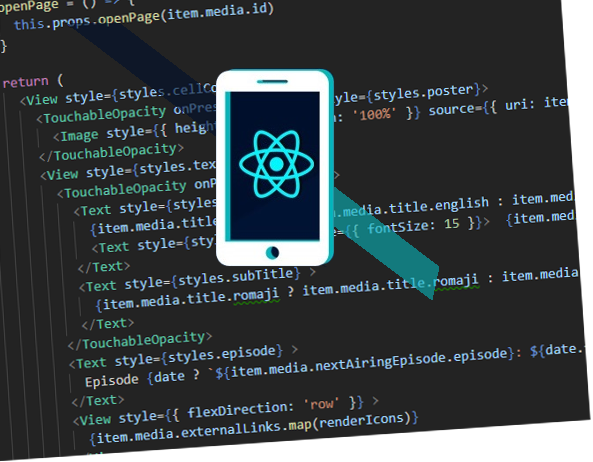 openPage = () => {
this.props.openPage(item.media.id)
}
return (
<View style={styles.cellCo style={styles.poster}>
<TouchableOpacity onPres : '100%' }} source={{ uri: item
<Image style={{ heigh
</TouchableOpacity>
<View style={styles.text >
<TouchableOpacity onP
<Text style={styles .media.title.english : item.med
{item.media.title ={{ fontSize: 15 }}> {item.med
<Text style={sty
</Text>
<Text style={styles.subTitle} >
{item.media.title.romaji ? item.media.title.romaji : item.media
</Text>
</TouchableOpacity>
<Text style={styles.episode} >
Episode {date ? `${item.media.nextAiringEpisode.episode}: ${date.
</Text>
<View style={{ flexDirection: 'row' }} >
{item.media.externalLinks.map(renderIcons)}